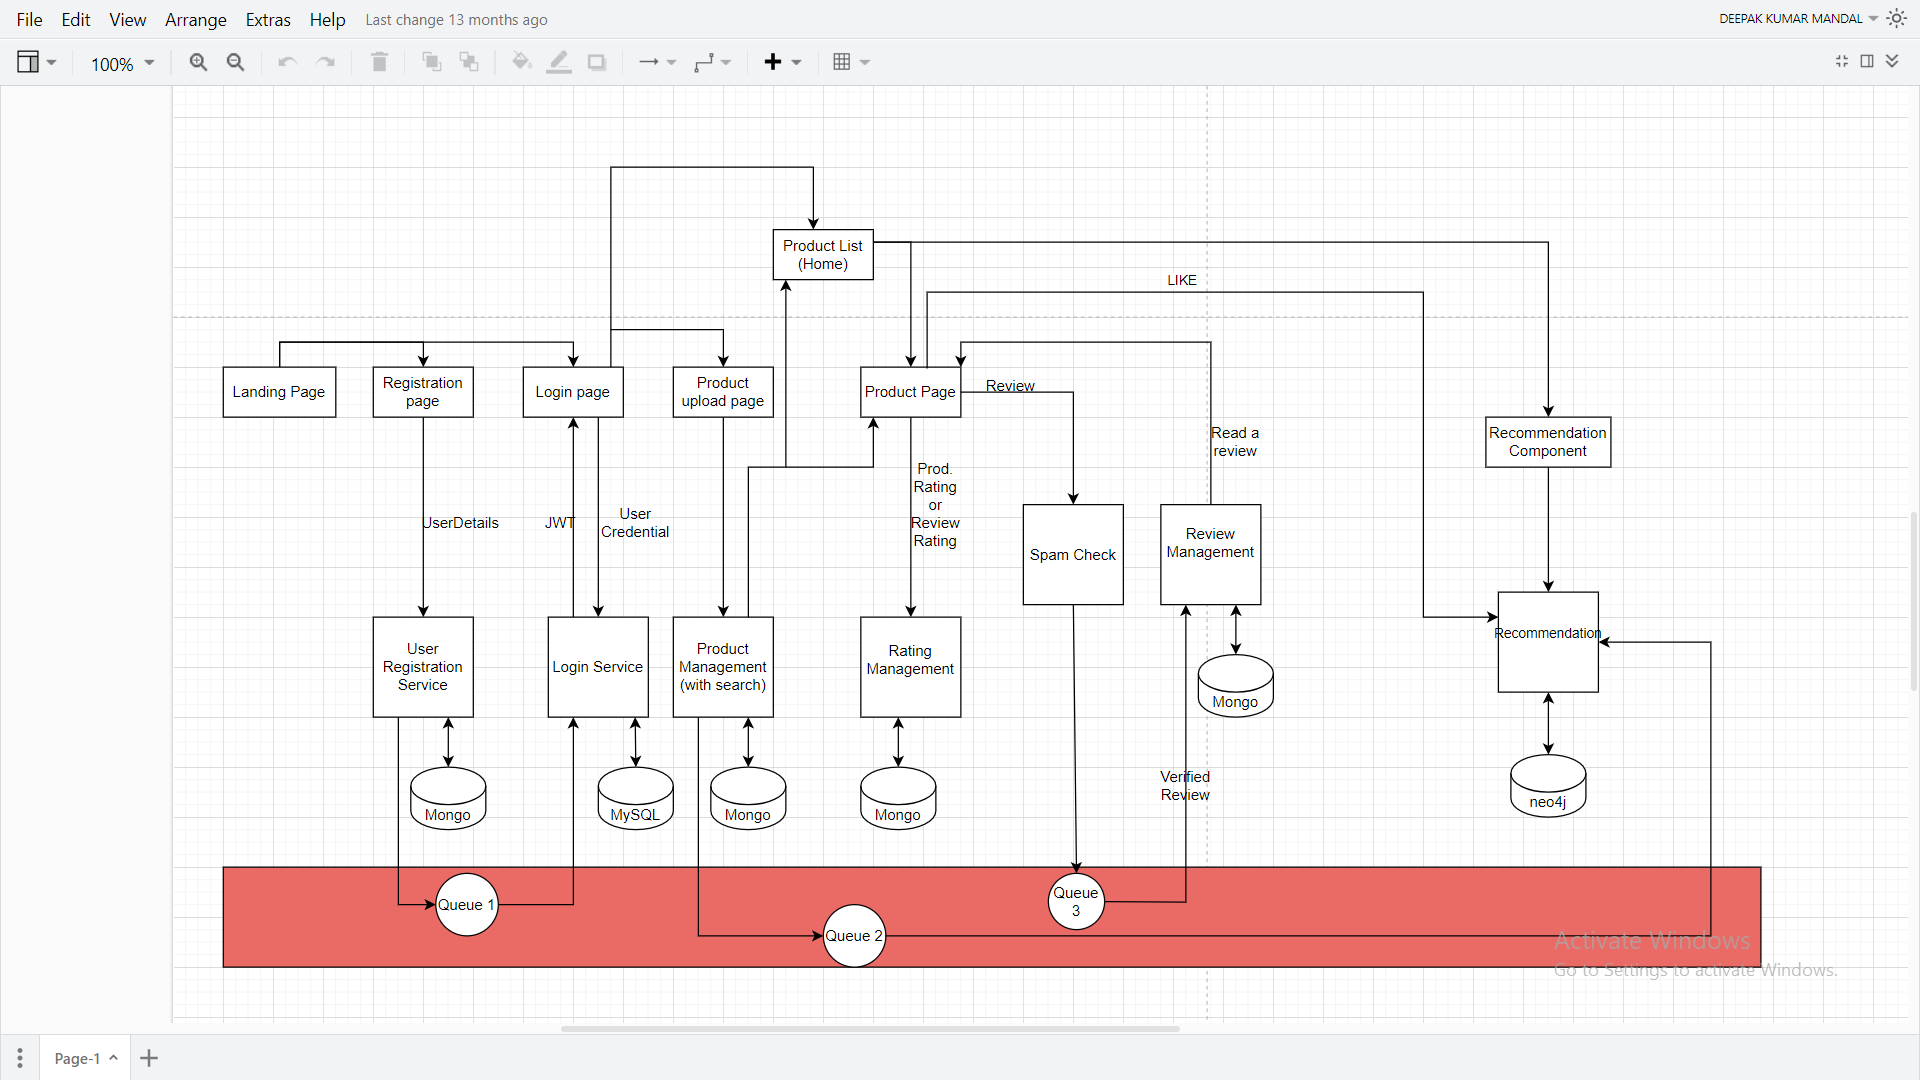 File Edit View Arrange Extras Help Last change 13 months ago
DEEPAK KUMAR MANDAL
100%
Product List
(Home)
LIKE
Landing Page
Registration
page
Login page
Product
upload page
Product Page
Review
Read a
review
Recommendation
Component
UserDetails
JWT
User
Credential
Prod.
Rating
or
Review
Rating
Spam Check
Review
Management
User
Registration
Service
Login Service
Product
Management
(with search)
Rating
Management
Recommendation
Mongo
Mongo
MySQL
Mongo
Mongo
Verified
Review
neo4j
Queue 1
Queue 2
Queue
3
Activate Windows
Go to Settings to activate Windows.
Page-1